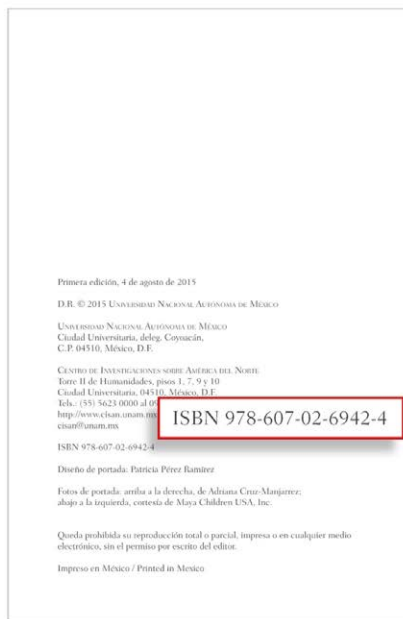 Primera edición, 4 de agosto de 2015
D.R. © 2015 UNIVERSIDAD NACIONAL AUTÓNOMA DE MÉXICO
UNIVERSIDAD NACIONAL AUTÓNOMA DE MÉXICO
Ciudad Universitaria, deleg. Coyoacán,
C.P. 04510, México, D.F.
CENTRO DE INVESTIGACIONES SOBRE AMÉRICA DEL NORTE
Torre II de Humanidades, pisos 1, 7, 9 y 10
Ciudad Universitaria, 04510, México, D.F.
Tels.: (55) 5623 0000 al
http://www.cisan.unam.mx
cisan@unam.mx
ISBN 978-607-02-6942-4
ISBN 978-607-02-6942-4
Diseño de portada: Patricia Pérez Ramírez
Fotos de portada: arriba a la derecha, de Adriana Cruz-Manjarrez;
abajo a la izquierda, cortesía de Maya Children USA, Inc.
Queda prohibida su reproducción total o parcial, impresa o en cualquier medio
electrónico, sin el permiso por escrito del editor.
Impreso en México / Printed in Mexico